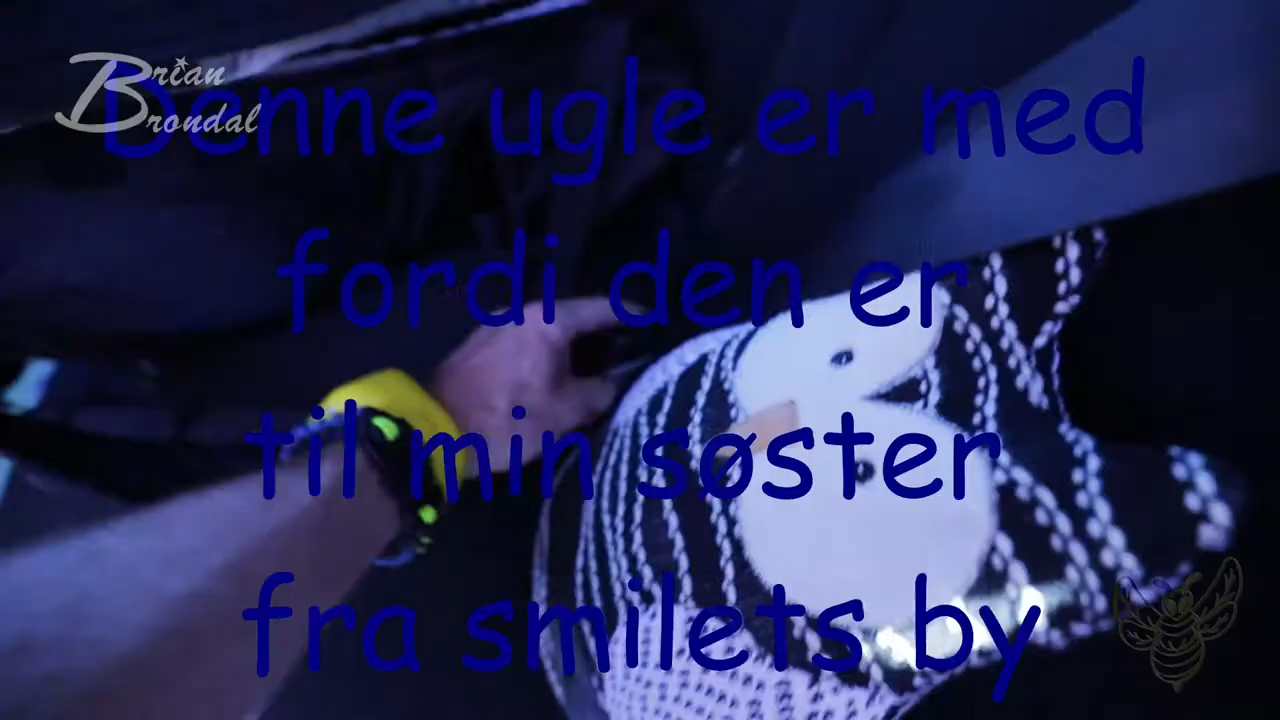 Brian
Brondal
Denne ugle er med
fordi den er
til min søster
fra smilets by